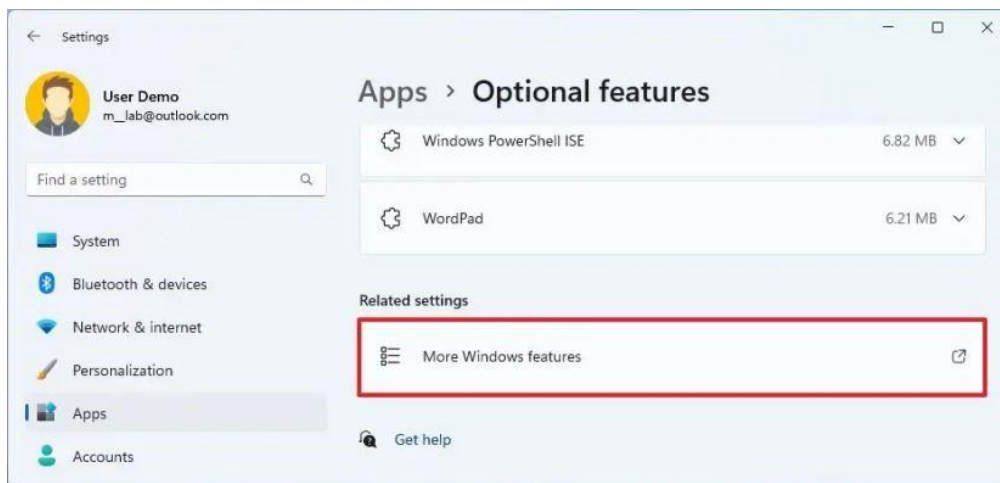 Settings
User Demo
m_lab@outlook.com
Find a setting
System
Bluetooth & devices
Network & internet
Personalization
Apps
Accounts
Apps > Optional features
Windows PowerShell ISE 6.82 MB
WordPad 6.21 MB
Related settings
More Windows features
Get help